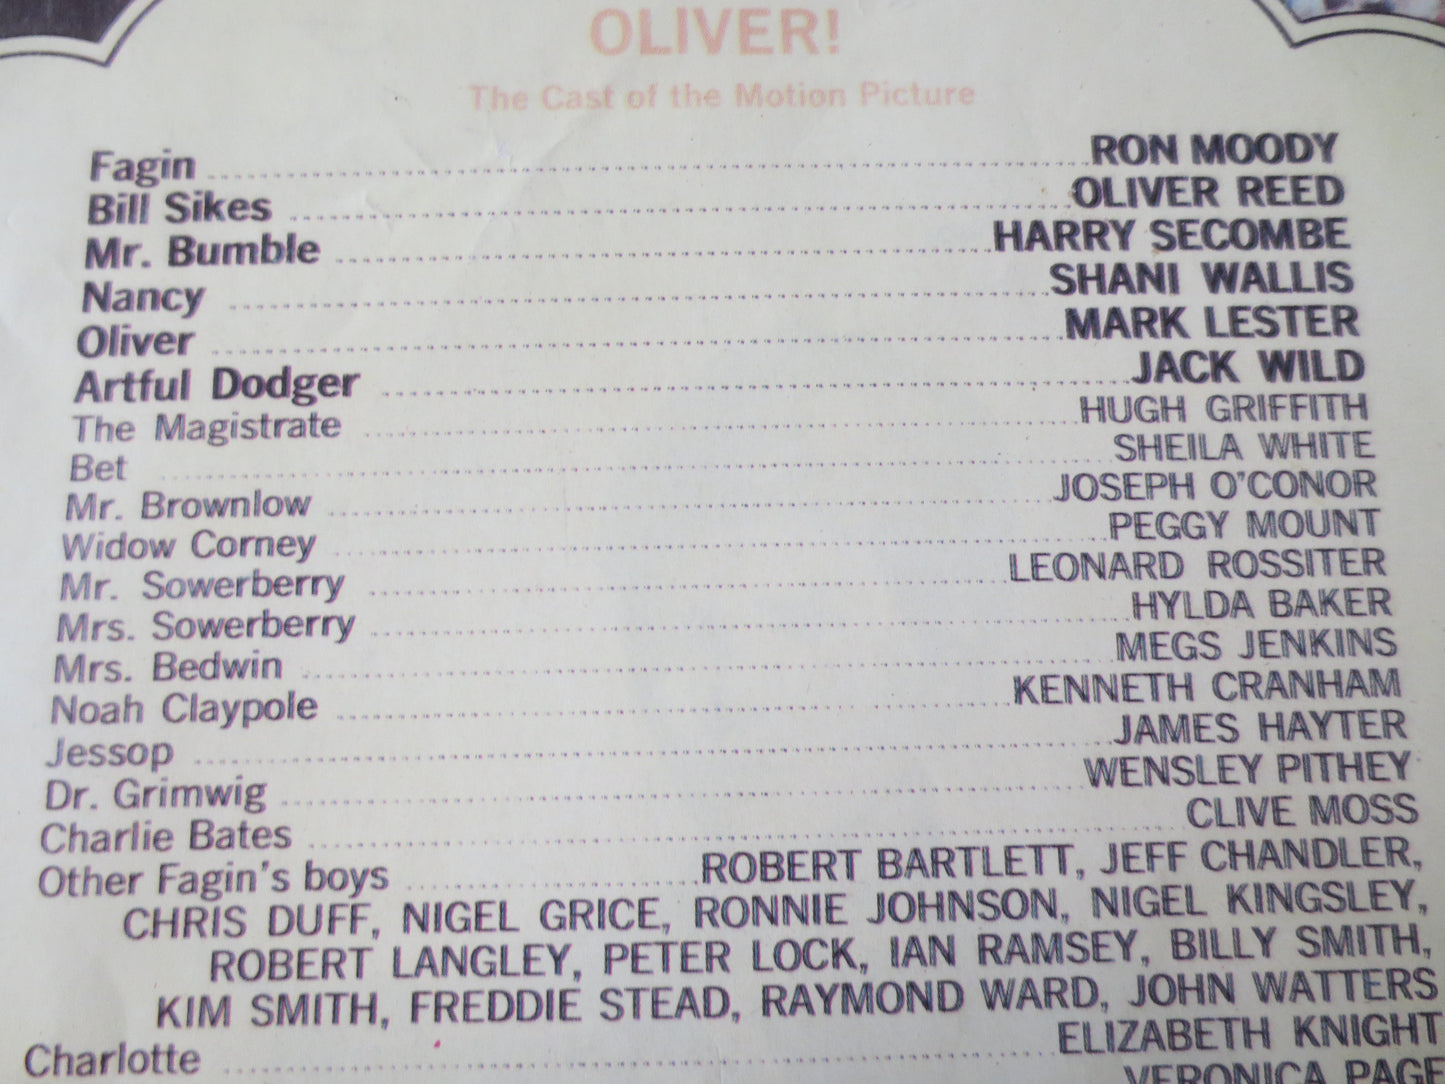 OLIVER!
The Cast of the Motion Picture
Fagin ........ RON MOODY
Bill Sikes ........ OLIVER REED
Mr. Bumble ........ HARRY SECOMBE
Nancy ........ SHANI WALLIS
Oliver ........ MARK LESTER
Artful Dodger ........ JACK WILD
The Magistrate ........ HUGH GRIFFITH
Bet ........ SHEILA WHITE
Mr. Brownlow ........ JOSEPH O'CONOR
Widow Corney ........ PEGGY MOUNT
Mr. Sowerberry ........ LEONARD ROSSITER
Mrs. Sowerberry ........ HYLDA BAKER
Mrs. Bedwin ........ MEGS JENKINS
Noah Claypole ........ KENNETH CRANHAM
Jessop ........ JAMES HAYTER
Dr. Grimwig ........ WENSLEY PITHEY
Charlie Bates ........ CLIVE MOSS
Other Fagin's boys ........ ROBERT BARTLETT, JEFF CHANDLER,
CHRIS DUFF, NIGEL GRICE, RONNIE JOHNSON, NIGEL KINGSLEY,
ROBERT LANGLEY, PETER LOCK, IAN RAMSEY, BILLY SMITH,
KIM SMITH, FREDDIE STEAD, RAYMOND WARD, JOHN WATTERS
Charlotte ........ ELIZABETH KNIGHT
VERONICA PAGE